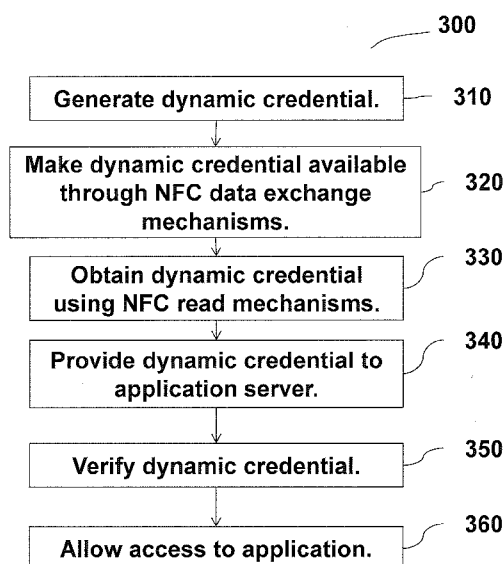 300
Generate dynamic credential.
310
Make dynamic credential available
through NFC data exchange
mechanisms.
320
Obtain dynamic credential
using NFC read mechanisms.
330
Provide dynamic credential to
application server.
340
Verify dynamic credential.
350
Allow access to application.
360